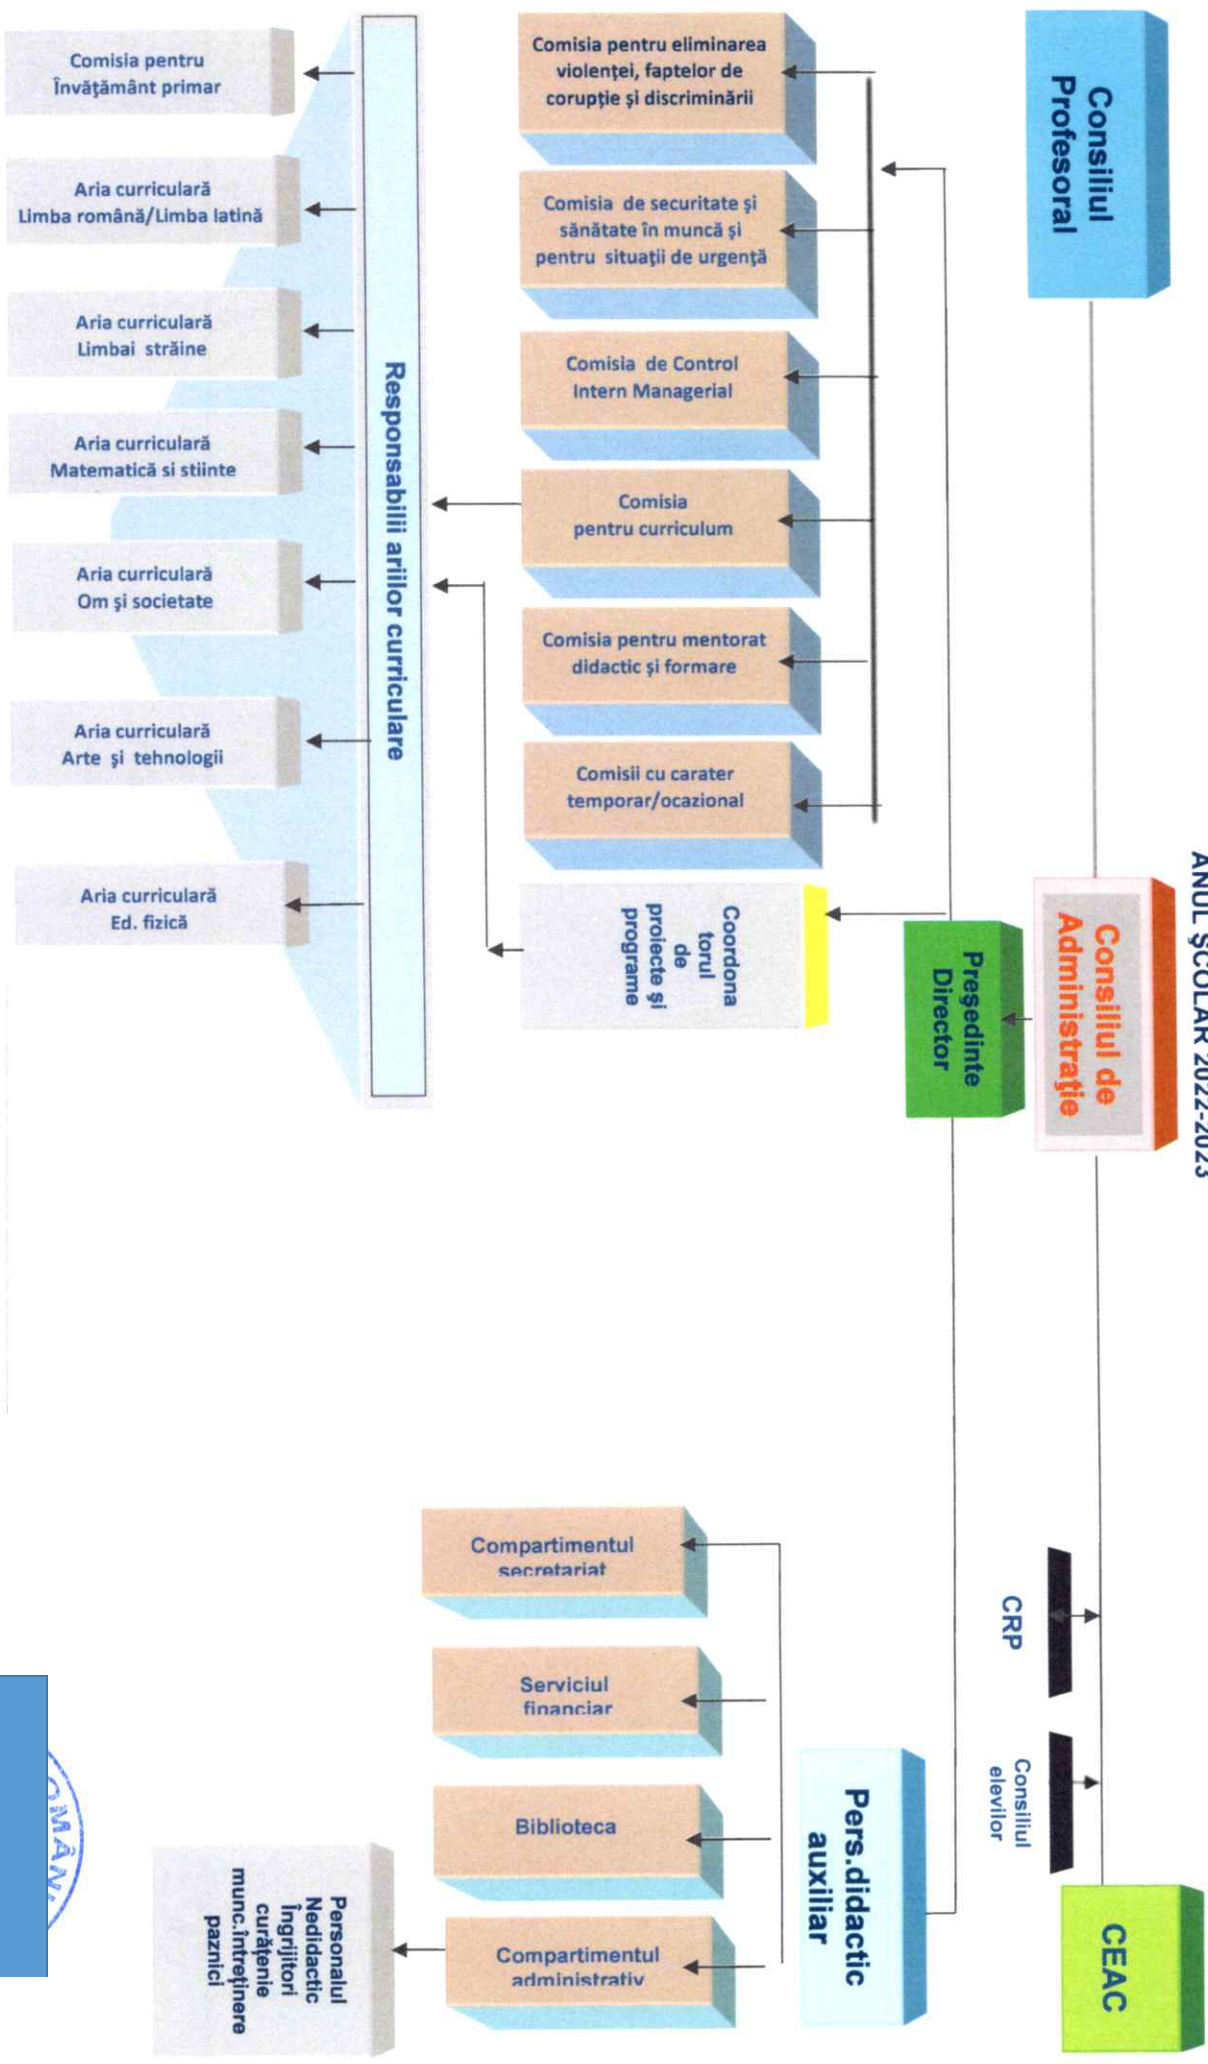 ANUL ŞCOLAR 2022-2023
Consiliul
Profesoral
Consiliul de
Administraţie
CEAC
CRP
Consiliul
elevilor
Preşedinte
Director
Pers.didactic
auxiliar
Comisia pentru eliminarea
violenţei, faptelor de
corupţie şi discriminării
Comisia de securitate şi
sănătate în muncă şi
pentru situaţii de urgenţă
Comisia de Control
Intern Managerial
Comisia
pentru curriculum
Comisia pentru mentorat
didactic şi formare
Comisii cu carater
temporar/ocazional
Coordona
torul
de
proiecte şi
programe
Compartimentul
secretariat
Serviciul
financiar
Biblioteca
Compartimentul
administrativ
Responsabilii ariilor curriculare
Personalul
Nedidactic
Îngrijitori
curăţenie
munc.întreţinere
paznici
Comisia pentru
Învăţământ primar
Aria curriculară
Limba română/Limba latină
Aria curriculară
Limbai străine
Aria curriculară
Matematică si stiinte
Aria curriculară
Om şi societate
Aria curriculară
Arte şi tehnologii
Aria curriculară
Ed. fizică